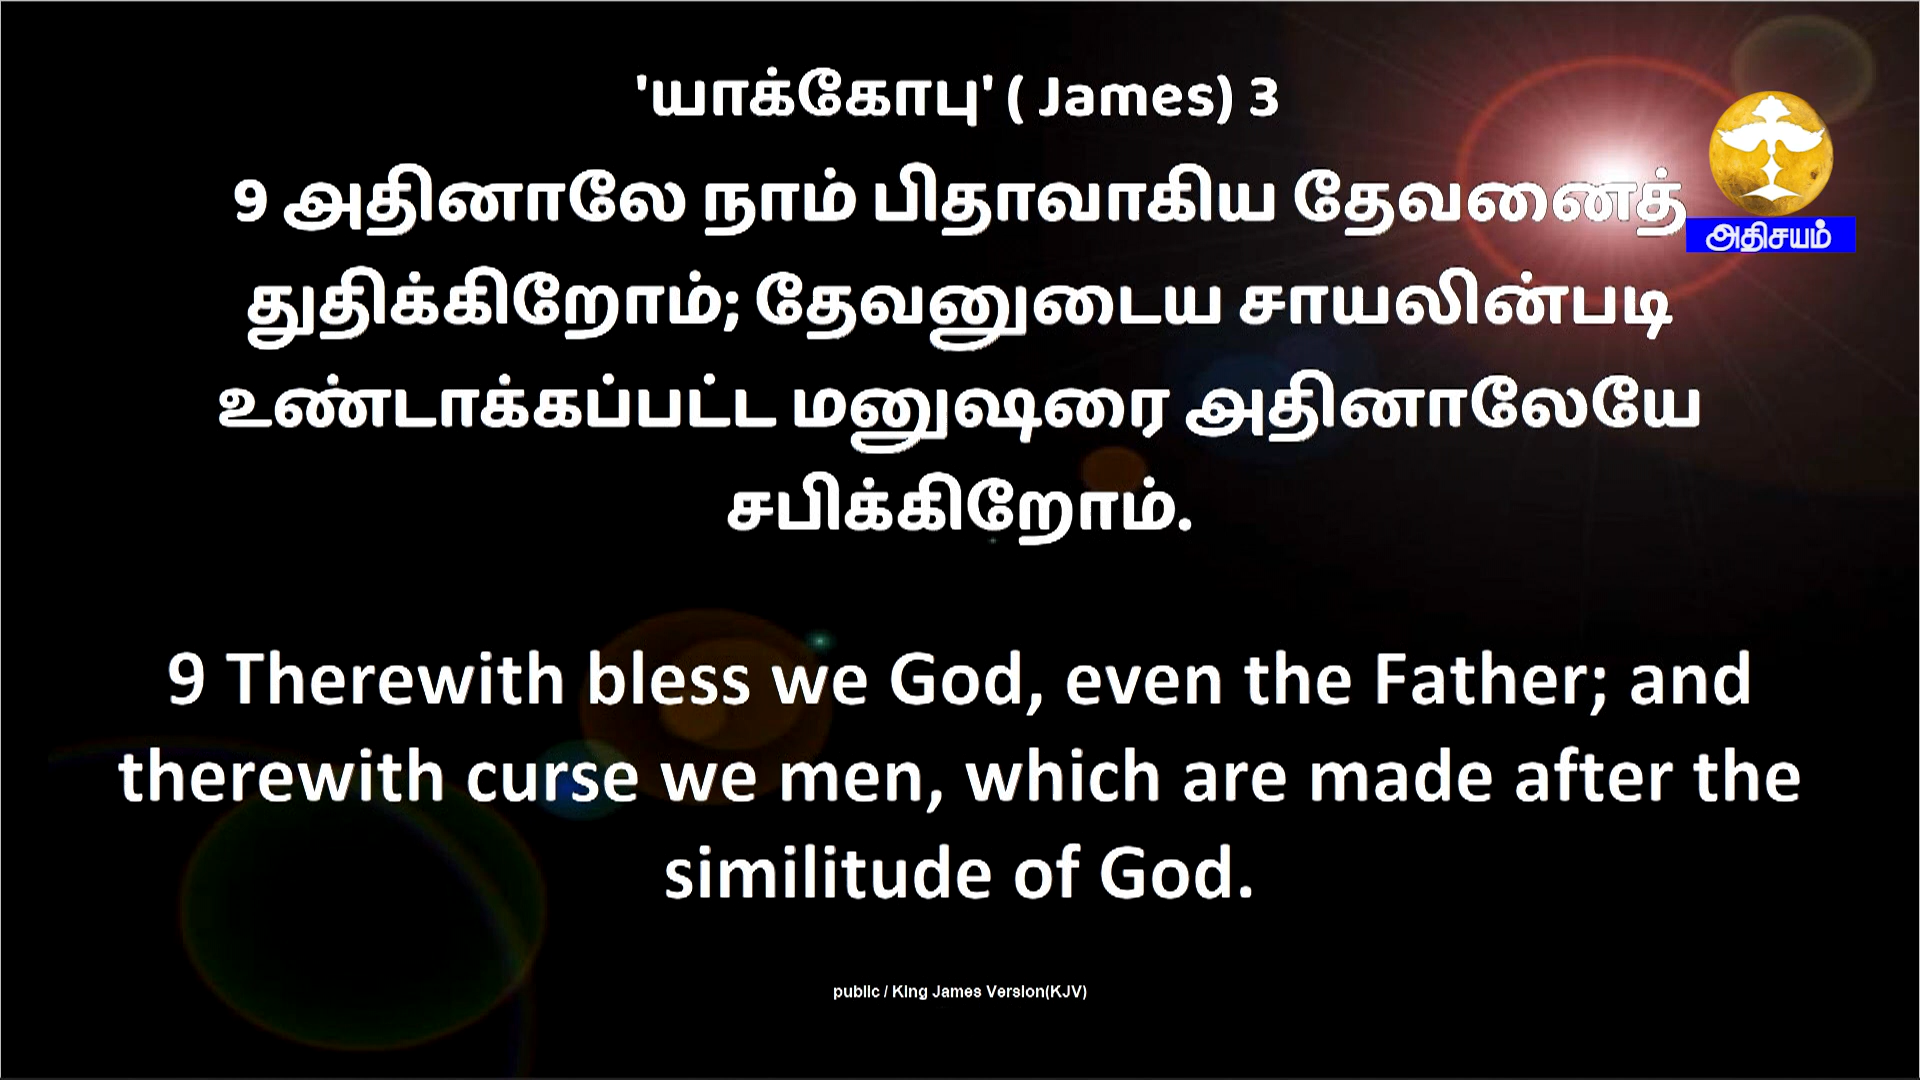 'யாக்கோபு' ( James) 3
9 அதினாலே நாம் பிதாவாகிய தேவனைத்
அதிசயம்
துதிக்கிறோம்; தேவனுடைய சாயலின்படி
உண்டாக்கப்பட்ட மனுஷரை அதினாலேயே
சபிக்கிறோம்.
9 Therewith bless we God, even the Father; and
therewith curse we men, which are made after the
similitude of God.
public / King James Version(KJV)